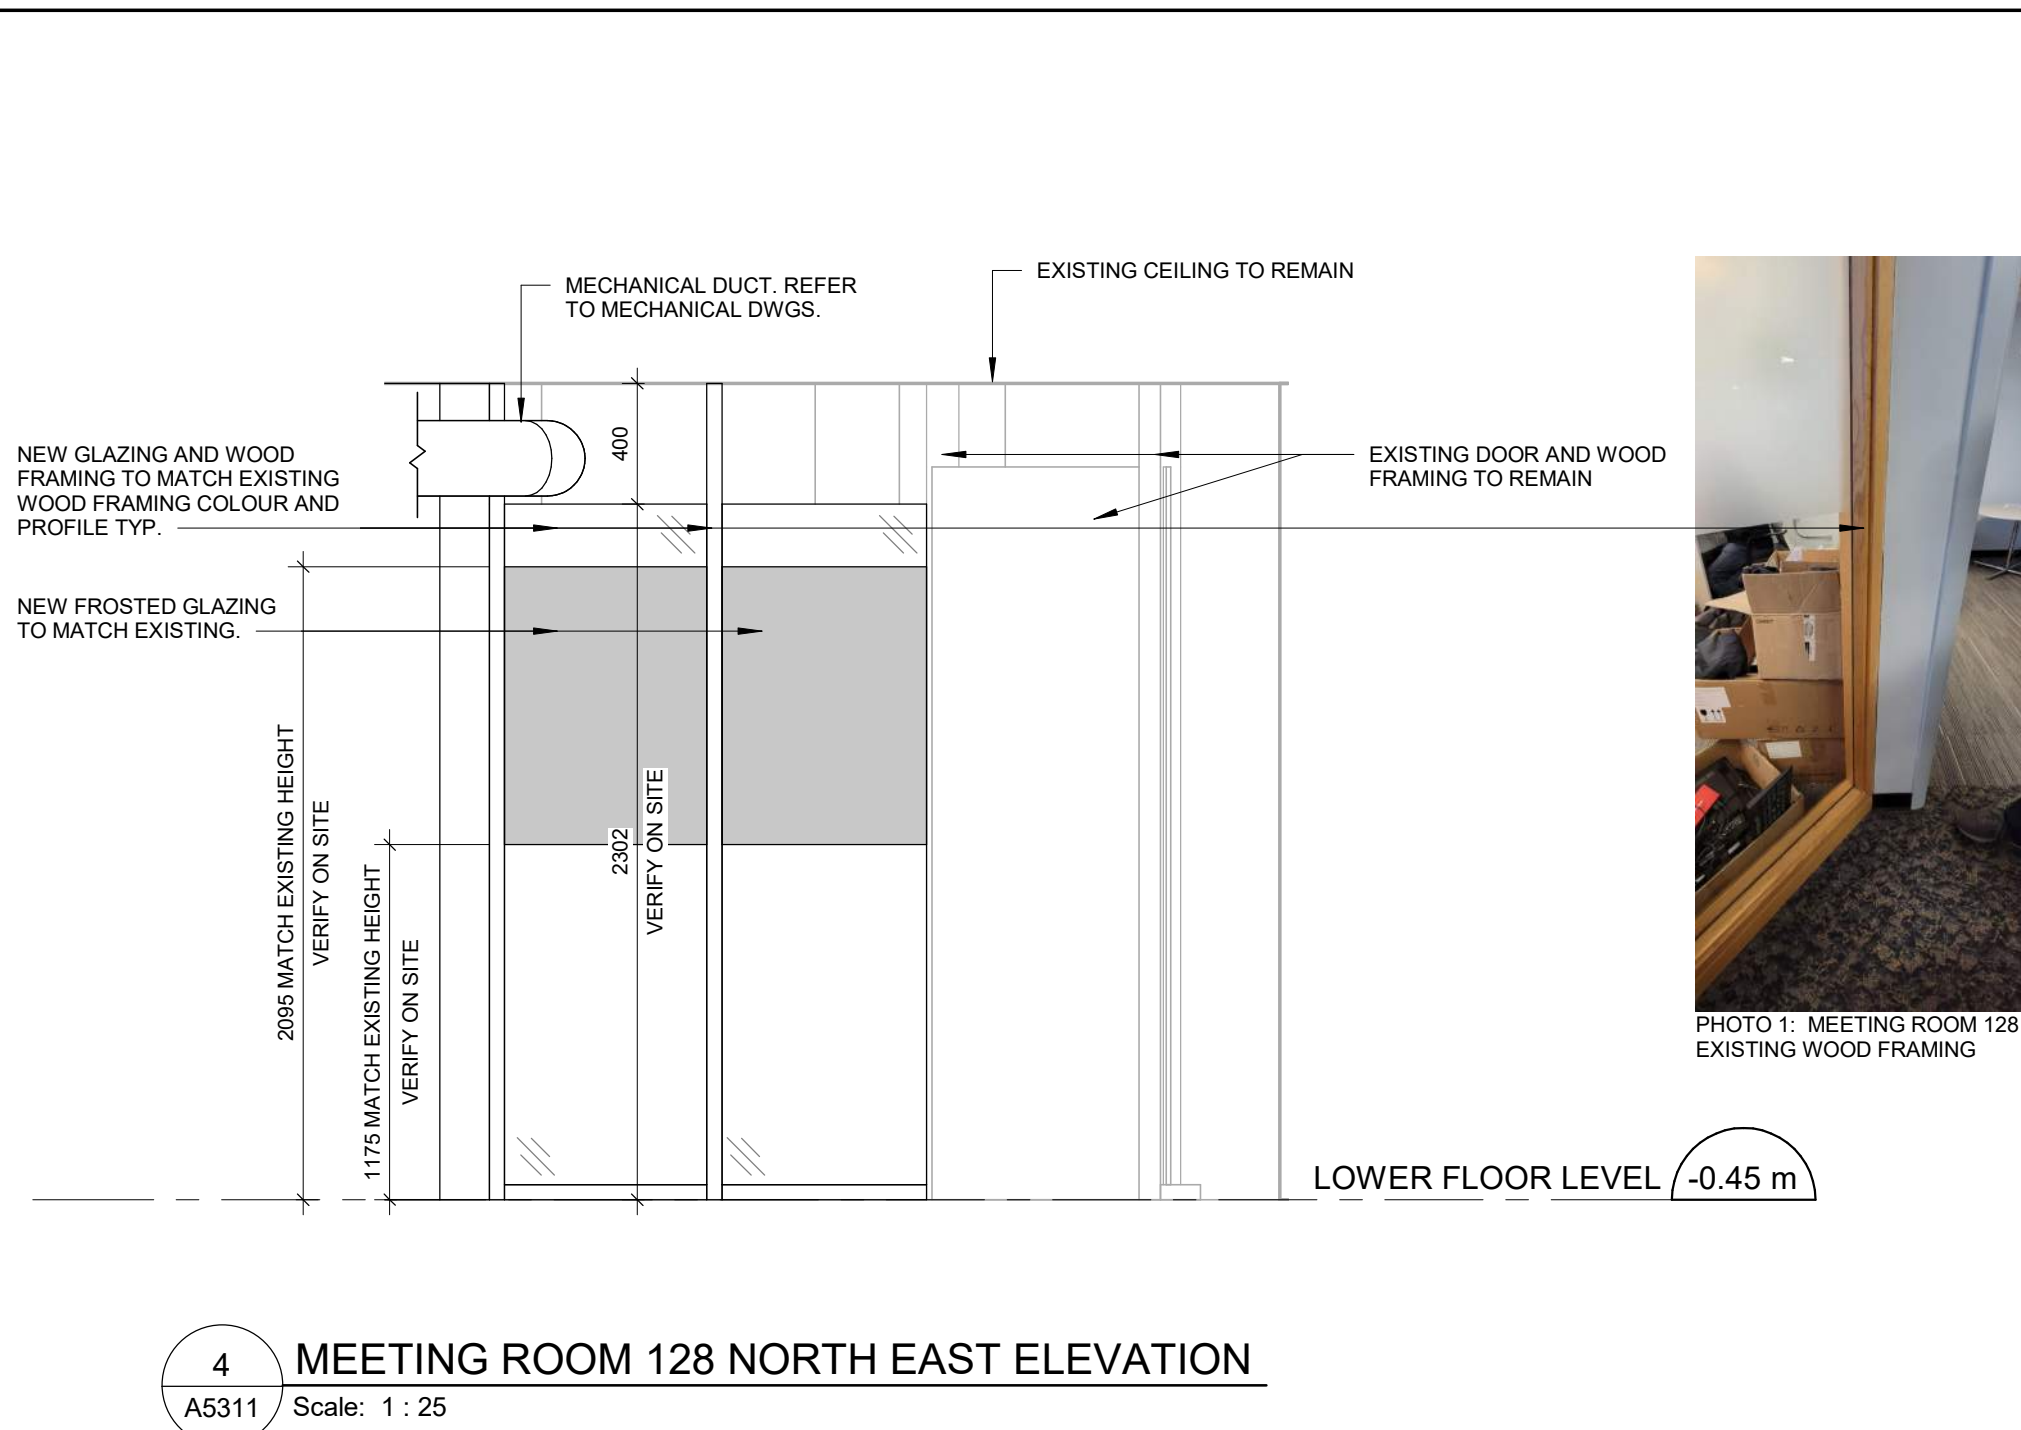 MECHANICAL DUCT. REFER
TO MECHANICAL DWGS.
EXISTING CEILING TO REMAIN
NEW GLAZING AND WOOD
FRAMING TO MATCH EXISTING
WOOD FRAMING COLOUR AND
PROFILE TYP.
400
EXISTING DOOR AND WOOD
FRAMING TO REMAIN
NEW FROSTED GLAZING
TO MATCH EXISTING.
2095 MATCH EXISTING HEIGHT
VERIFY ON SITE
1175 MATCH EXISTING HEIGHT
VERIFY ON SITE
2302
VERIFY ON SITE
PHOTO 1: MEETING ROOM 128
EXISTING WOOD FRAMING
LOWER FLOOR LEVEL
-0.45 m
4
A5311
MEETING ROOM 128 NORTH EAST ELEVATION
Scale: 1 : 25